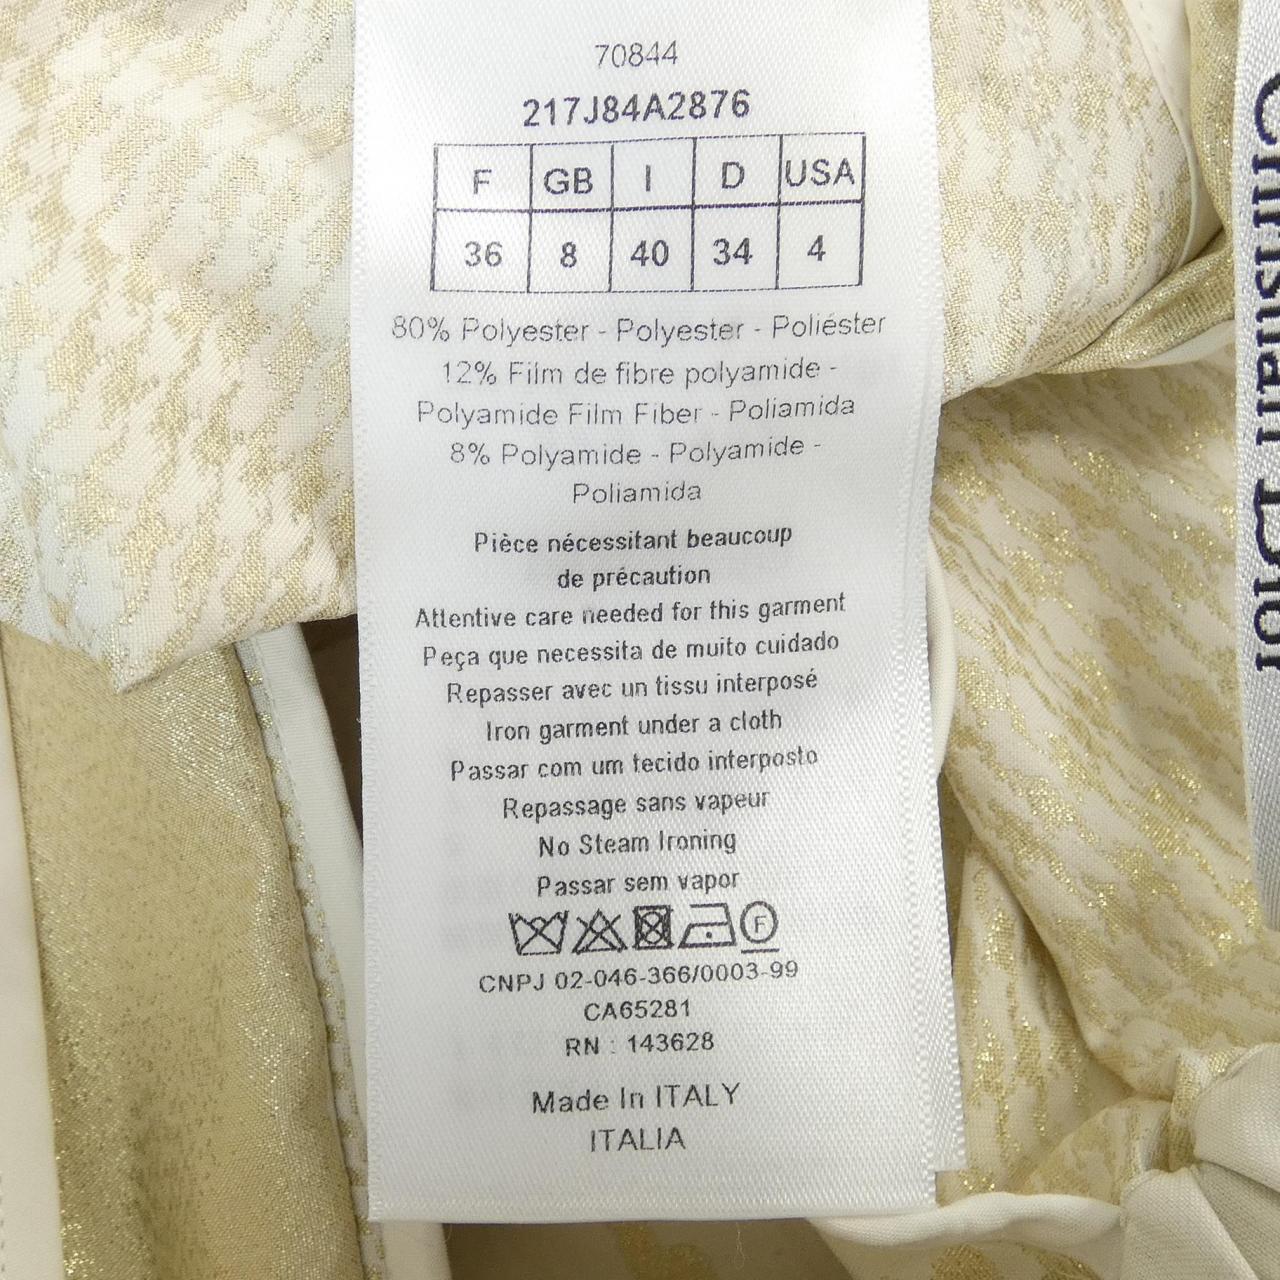 70844
217J84A2876
F GB I D USA
36 8 40 34 4
80% Polyester - Polyester - Poliéster
12% Film de fibre polyamide -
Polyamide Film Fiber - Poliamida
8% Polyamide - Polyamide -
Poliamida
Pièce nécessitant beaucoup
de précaution
Attentive care needed for this garment
Peça que necessita de muito cuidado
Repasser avec un tissu interposé
Iron garment under a cloth
Passar com um tecido interposto
Repassage sans vapeur
No Steam Ironing
Passar sem vapor
F
CNPJ 02-046-366/0003-99
CA65281
RN : 143628
Made In ITALY
ITALIA
Christian Dior